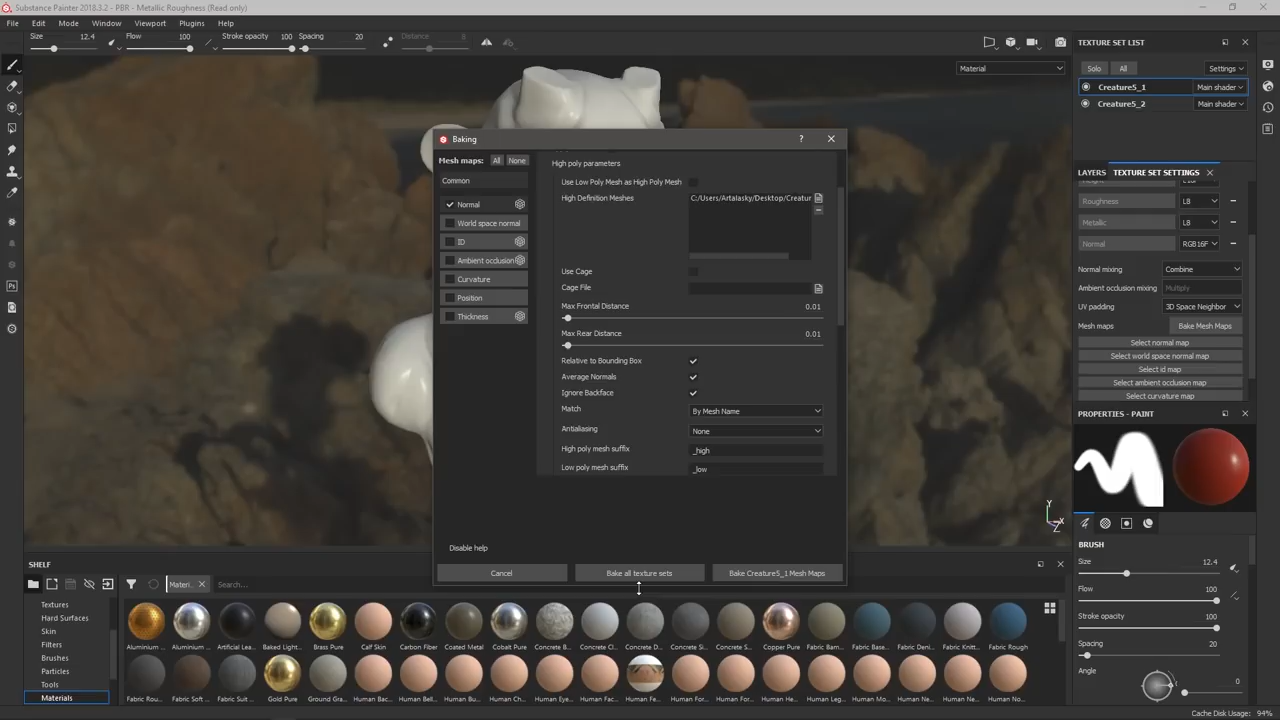 Substance Painter 2018.3.2 - PBR - Metallic Roughness (Read only)
File Edit Mode Window Viewport Plugins Help
Size 12.4 Flow 100 Stroke opacity 100 Spacing 20 Distance 8
Material
TEXTURE SET LIST
Solo All Settings
Creature5_1 Main shader
Creature5_2 Main shader
LAYERS TEXTURE SET SETTINGS
Roughness L8
Metallic L8
Normal RGB16F
Normal mixing Combine
Ambient occlusion mixing Multiply
UV padding 3D Space Neighbor
Mesh maps Bake Mesh Maps
Select normal map
Select world space normal map
Select id map
Select ambient occlusion map
Select curvature map
PROPERTIES - PAINT
BRUSH
Size 12.4
Flow 100
Stroke opacity 100
Spacing 20
Angle 0
Baking ?
Mesh maps: All None
Common
Normal
World space normal
ID
Ambient occlusion
Curvature
Position
Thickness
High poly parameters
Use Low Poly Mesh as High Poly Mesh
High Definition Meshes C:/Users/Artalasky/Desktop/Creatur
Use Cage
Cage File
Max Frontal Distance 0.01
Max Rear Distance 0.01
Relative to Bounding Box
Average Normals
Ignore Backface
Match By Mesh Name
Antialiasing None
High poly mesh suffix _high
Low poly mesh suffix _low
Disable help
Cancel Bake all texture sets Bake Creature5_1 Mesh Maps
Y
X
Z
SHELF
Materi... Search...
Textures
Hard Surfaces
Skin
Filters
Brushes
Particles
Tools
Materials
Aluminium ... Aluminium ... Artificial Lea... Baked Light... Brass Pure Calf Skin Carbon Fiber Coated Metal Cobalt Pure Concrete B... Concrete Cl... Concrete D... Concrete Si... Concrete S... Copper Pure Fabric Bam... Fabric Base... Fabric Deni... Fabric Knitt... Fabric Rough
Fabric Rou... Fabric Soft ... Fabric Suit ... Gold Pure Ground Gra... Human Bac... Human Bell... Human Bu... Human Ch... Human Eye... Human Fac... Human Fe... Human For... Human For... Human Hea... Human Leg... Human Mo... Human Ne... Human Ne... Human No...
Cache Disk Usage: 94%